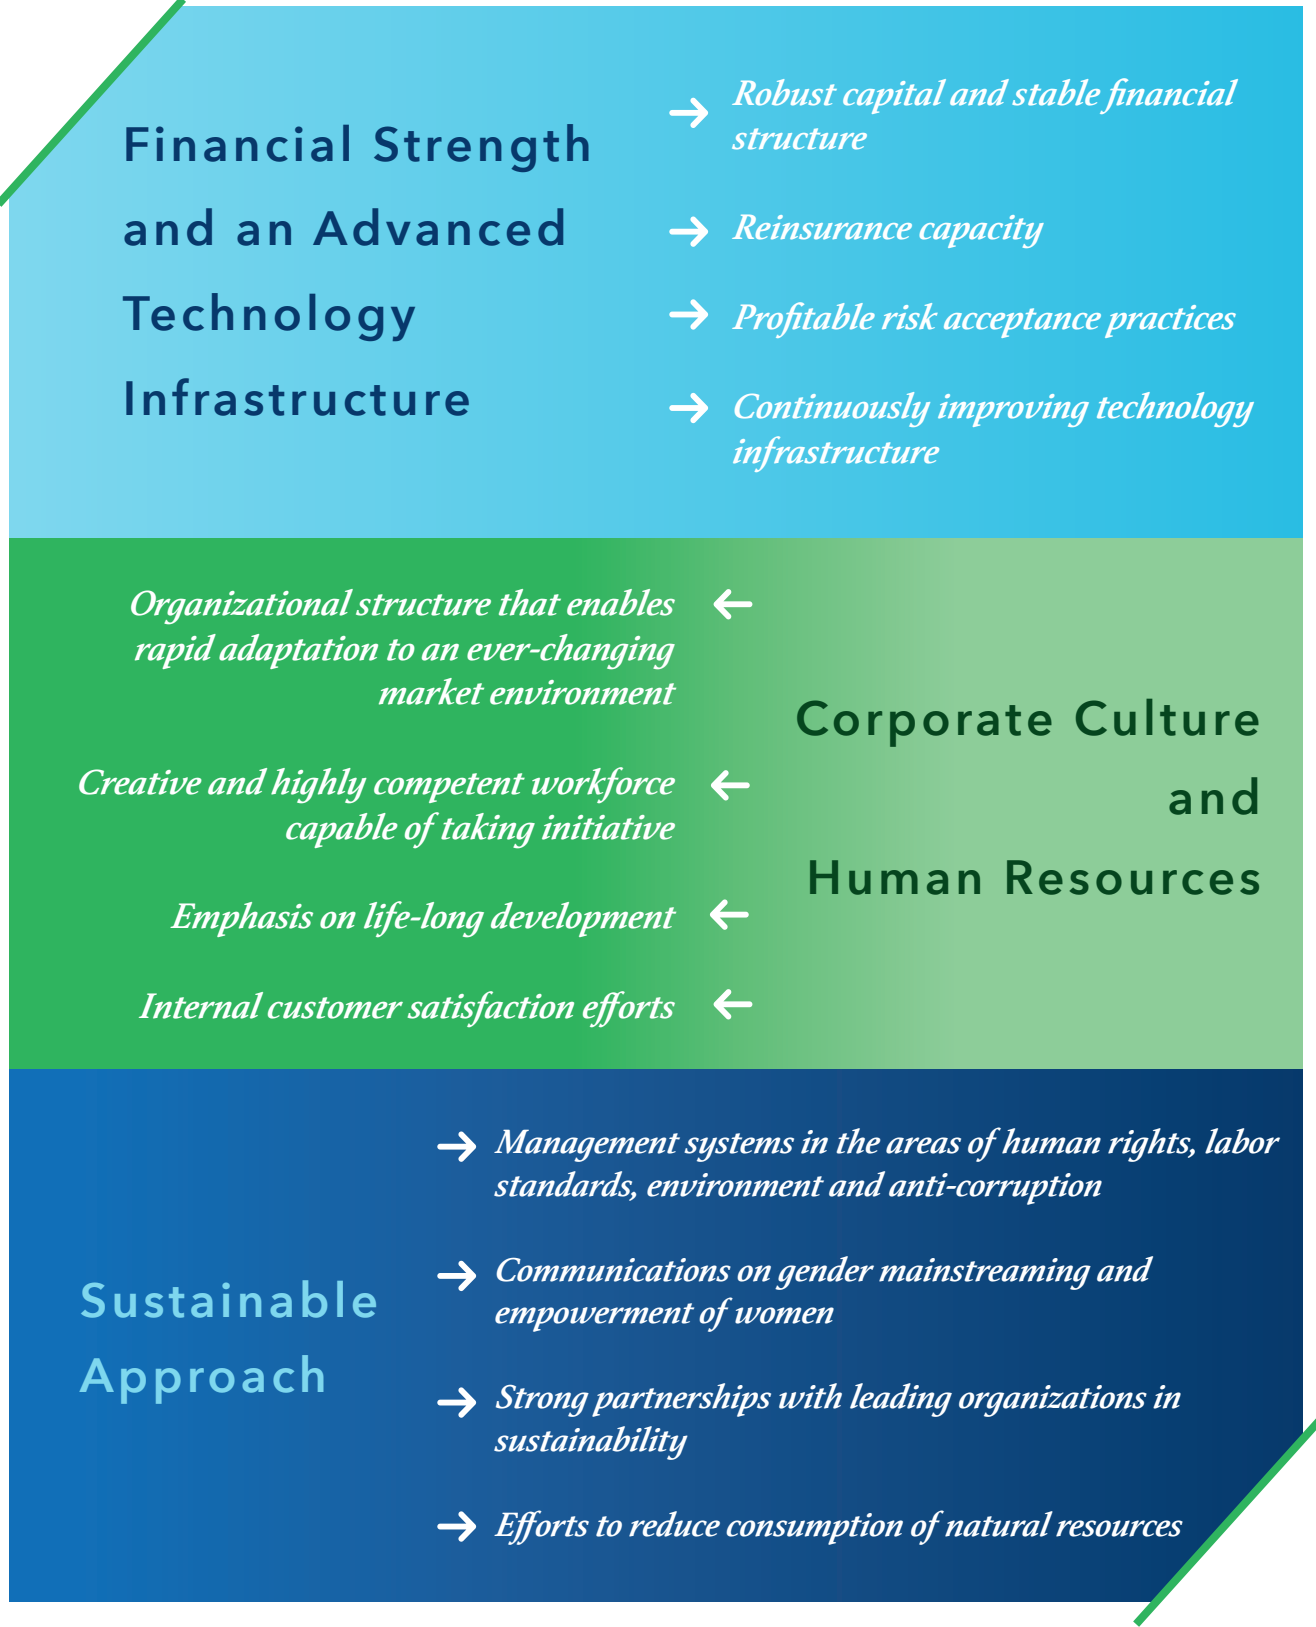 Financial Strength
and an Advanced
Technology
Infrastructure
Robust capital and stable financial
structure
Reinsurance capacity
Profitable risk acceptance practices
Continuously improving technology
infrastructure
Organizational structure that enables
rapid adaptation to an ever-changing
market environment
Creative and highly competent workforce
capable of taking initiative
Emphasis on life-long development
Internal customer satisfaction efforts
Corporate Culture
and
Human Resources
Sustainable
Approach
Management systems in the areas of human rights, labor
standards, environment and anti-corruption
Communications on gender mainstreaming and
empowerment of women
Strong partnerships with leading organizations in
sustainability
Efforts to reduce consumption of natural resources